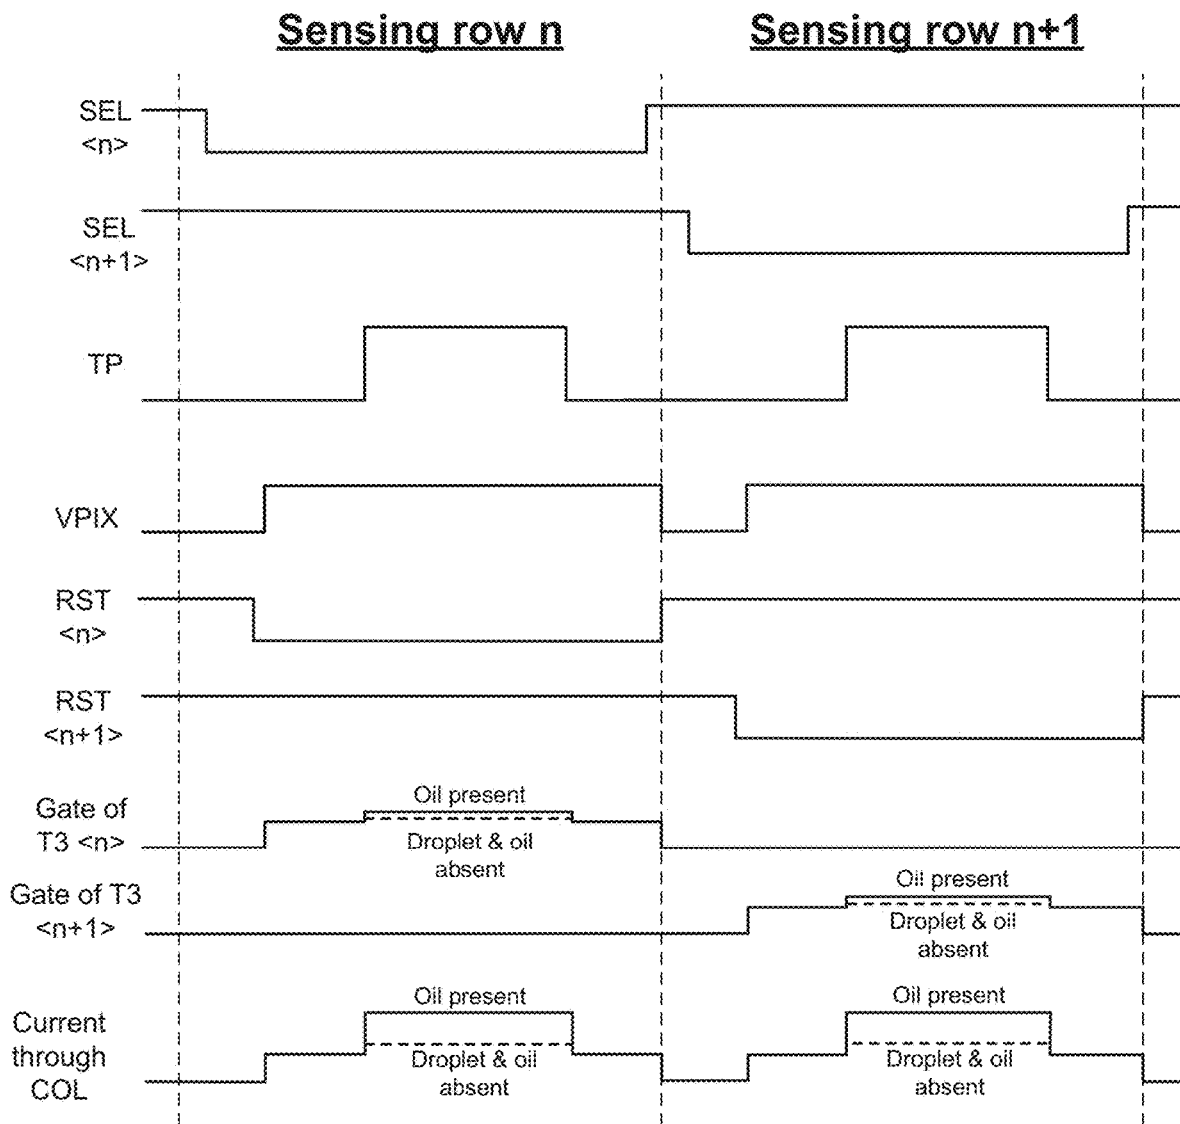 Sensing row n
Sensing row n+1
SEL
<n>
SEL
<n+1>
TP
VPIX
RST
<n>
RST
<n+1>
Gate of
T3 <n>
Oil present
Droplet & oil
absent
Gate of T3
<n+1>
Oil present
Droplet & oil
absent
Current
through
COL
Oil present
Droplet & oil
absent
Oil present
Droplet & oil
absent